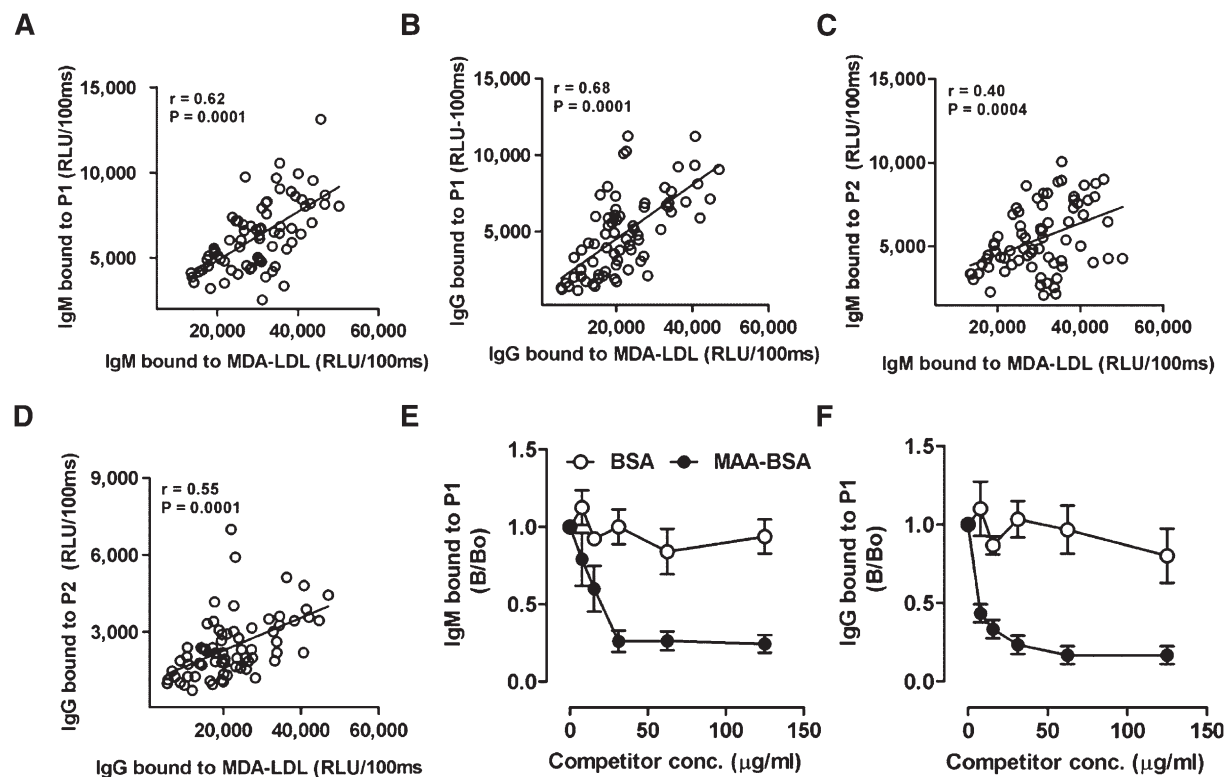 A
IgM bound to P1 (RLU/100ms)
15,000
10,000
5,000
r = 0.62
P = 0.0001
20,000 40,000 60,000
IgM bound to MDA-LDL (RLU/100ms)
B
IgG bound to P1 (RLU-100ms)
15,000
10,000
5,000
r = 0.68
P = 0.0001
20,000 40,000 60,000
IgG bound to MDA-LDL (RLU/100ms)
C
IgM bound to P2 (RLU/100ms)
15,000
10,000
5,000
r = 0.40
P = 0.0004
20,000 40,000 60,000
IgM bound to MDA-LDL (RLU/100ms)
D
IgG bound to P2 (RLU/100ms)
9,000
6,000
3,000
r = 0.55
P = 0.0001
20,000 40,000 60,000
IgG bound to MDA-LDL (RLU/100ms
E
IgM bound to P1
(B/Bo)
1.5
1.0
0.5
0.0
BSA MAA-BSA
0 50 100 150
Competitor conc. (μg/ml)
F
IgG bound to P1
(B/Bo)
1.5
1.0
0.5
0.0
0 50 100 150
Competitor conc. (μg/ml)